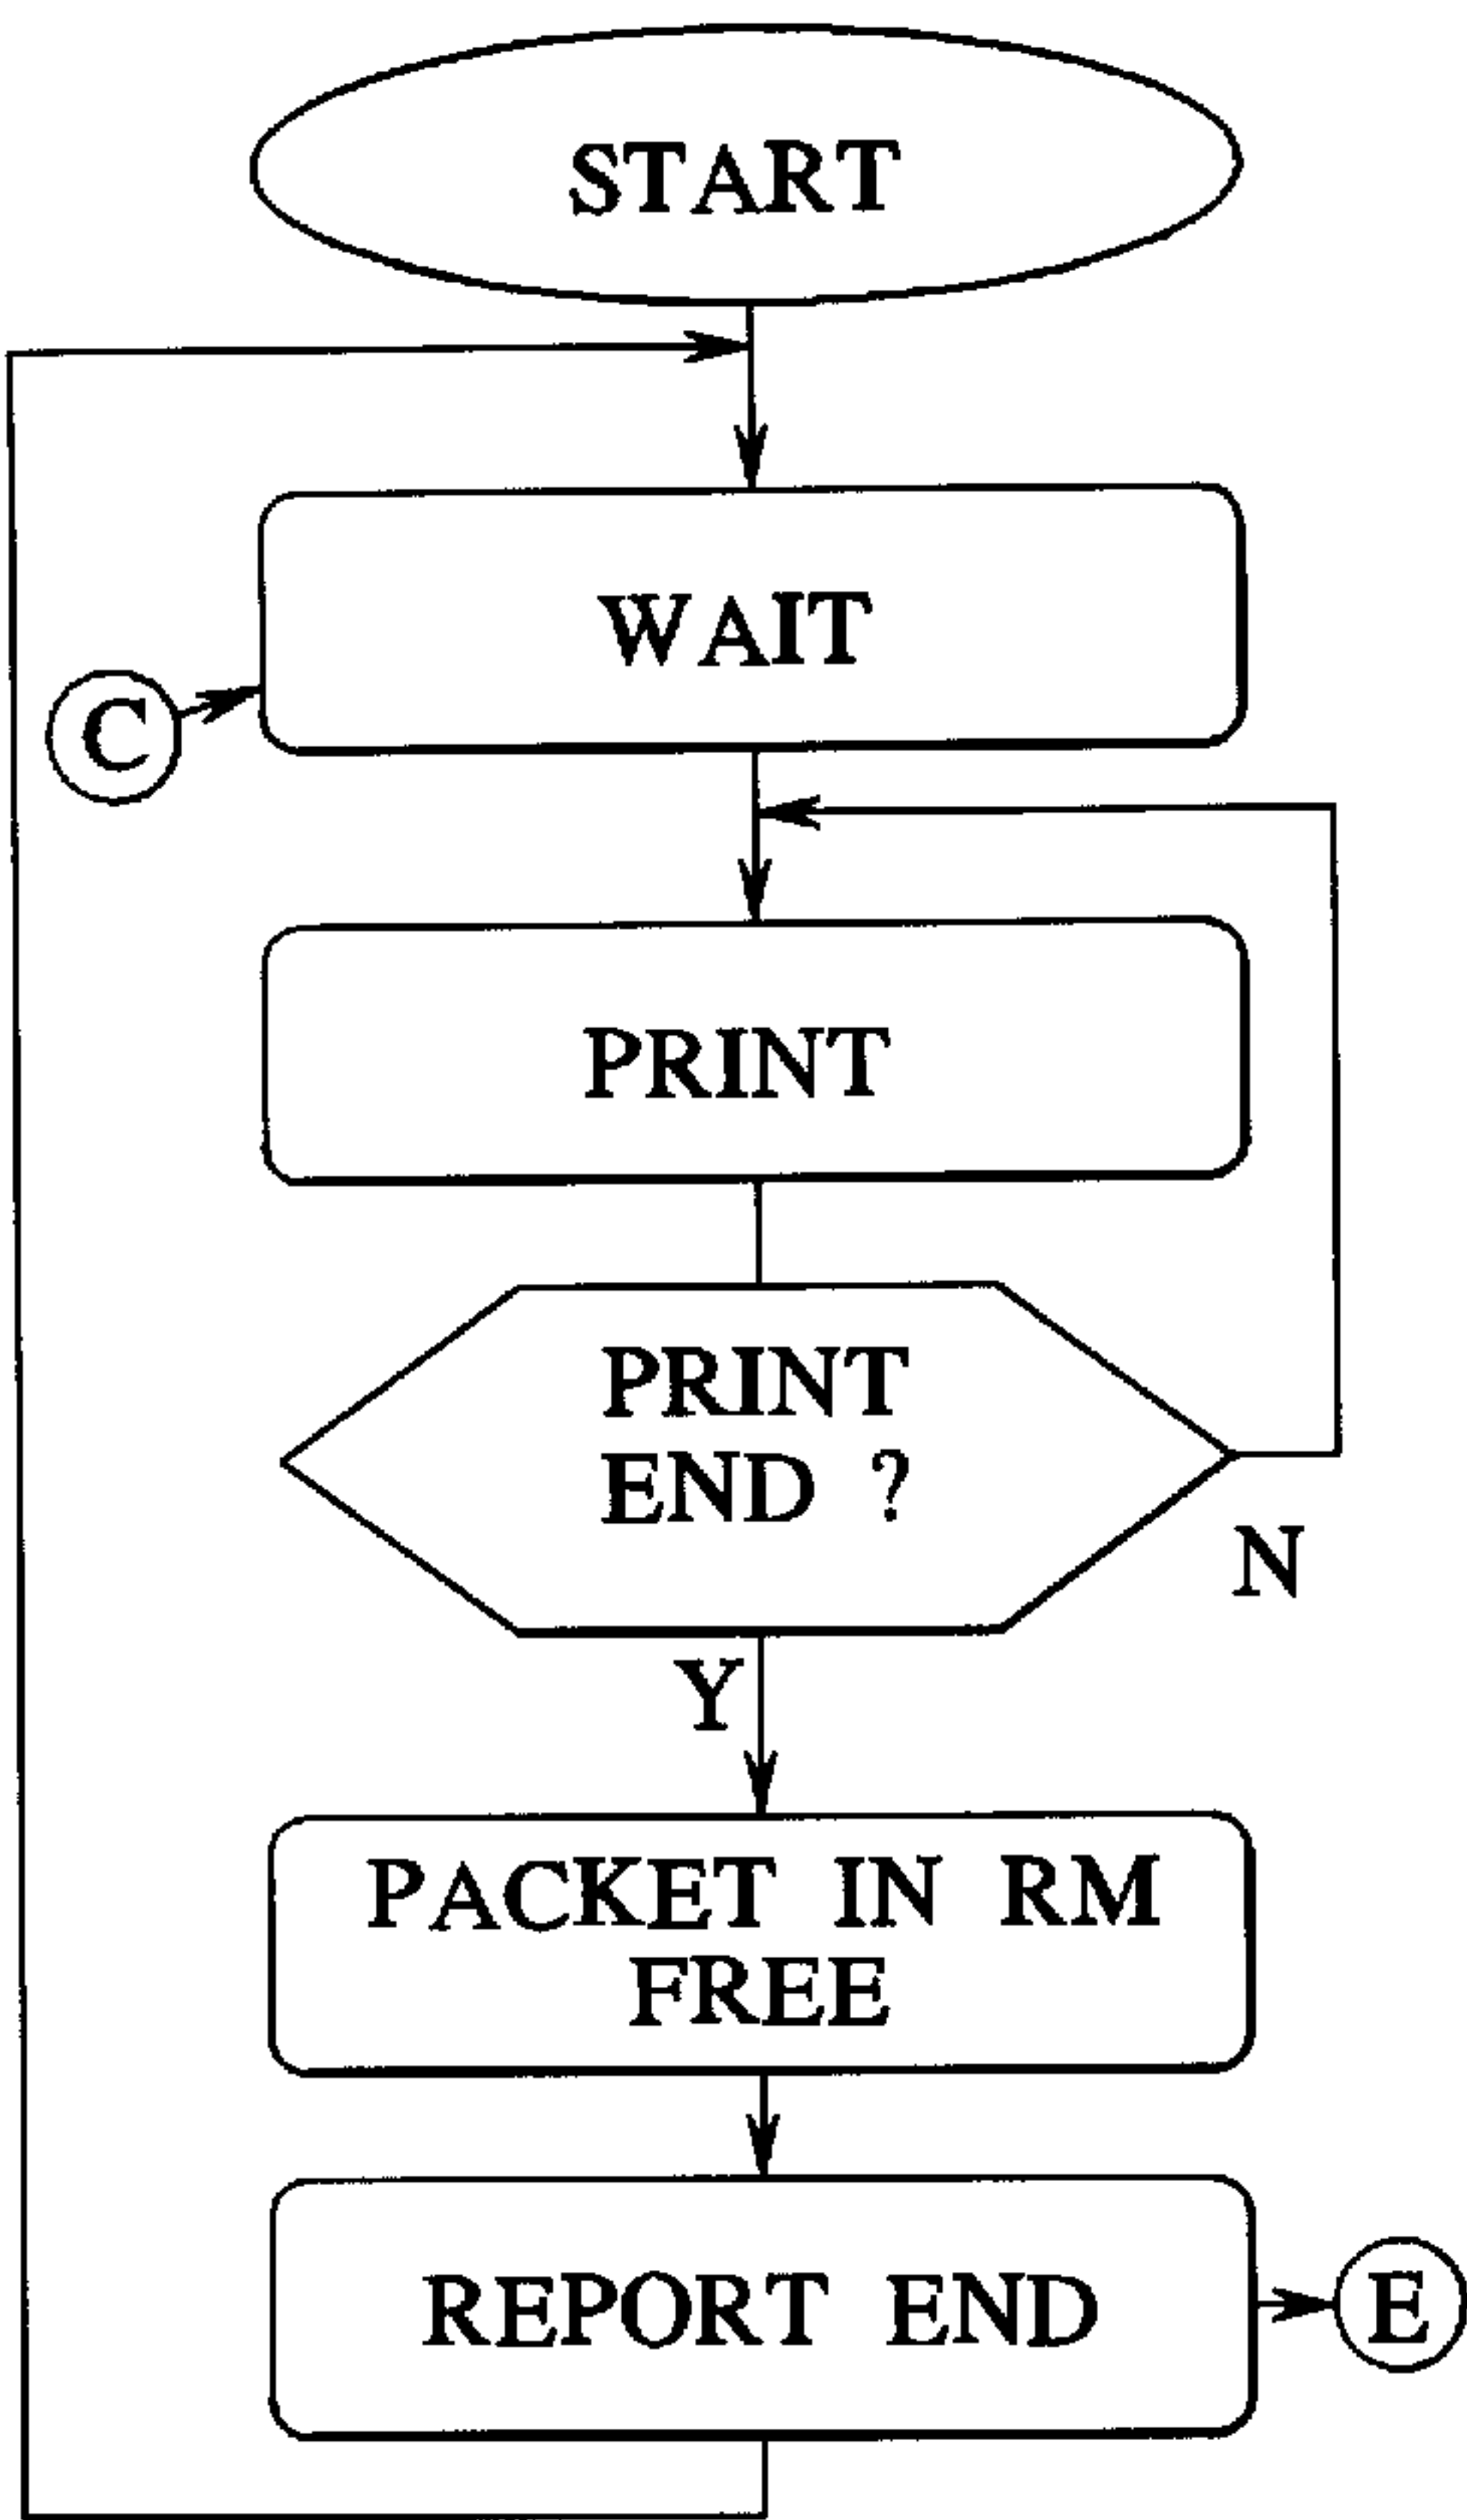 START
WAIT
C
PRINT
PRINT
END ?
N
Y
PACKET IN RM
FREE
REPORT END
E